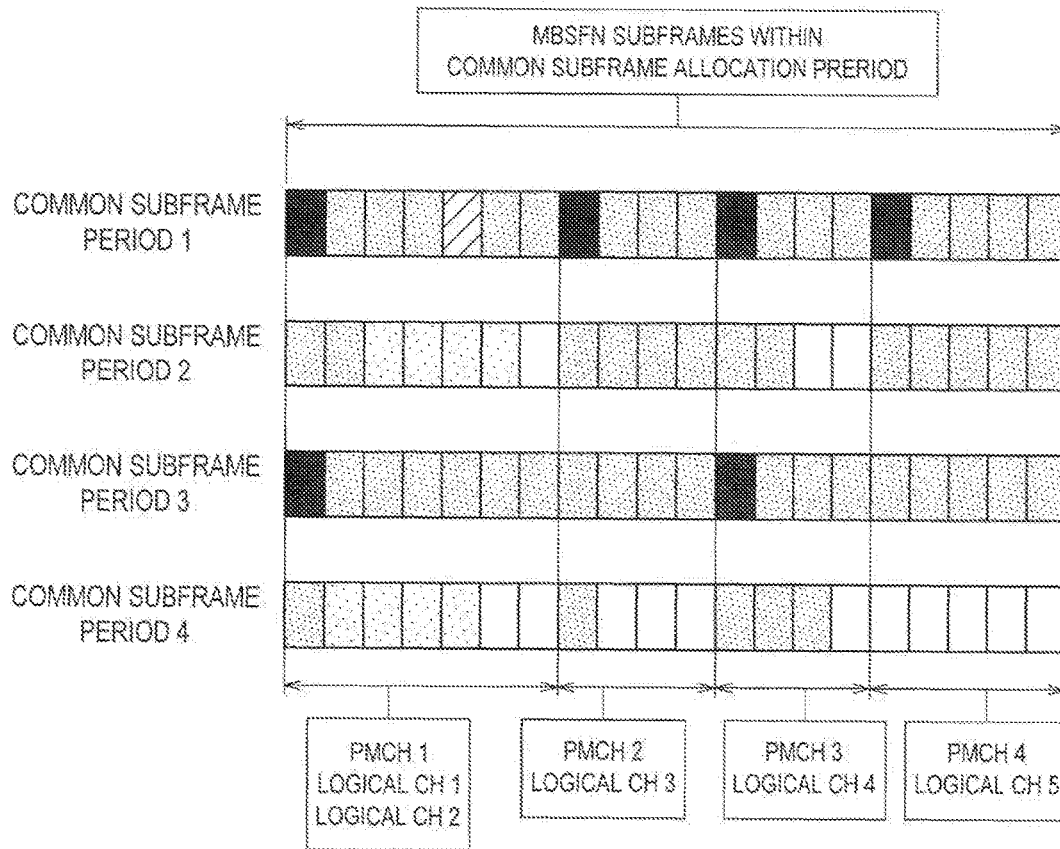 MBSFN SUBFRAMES WITHIN
COMMON SUBFRAME ALLOCATION PRERIOD
COMMON SUBFRAME
PERIOD 1
COMMON SUBFRAME
PERIOD 2
COMMON SUBFRAME
PERIOD 3
COMMON SUBFRAME
PERIOD 4
PMCH 1
LOGICAL CH 1
LOGICAL CH 2
PMCH 2
LOGICAL CH 3
PMCH 3
LOGICAL CH 4
PMCH 4
LOGICAL CH 5